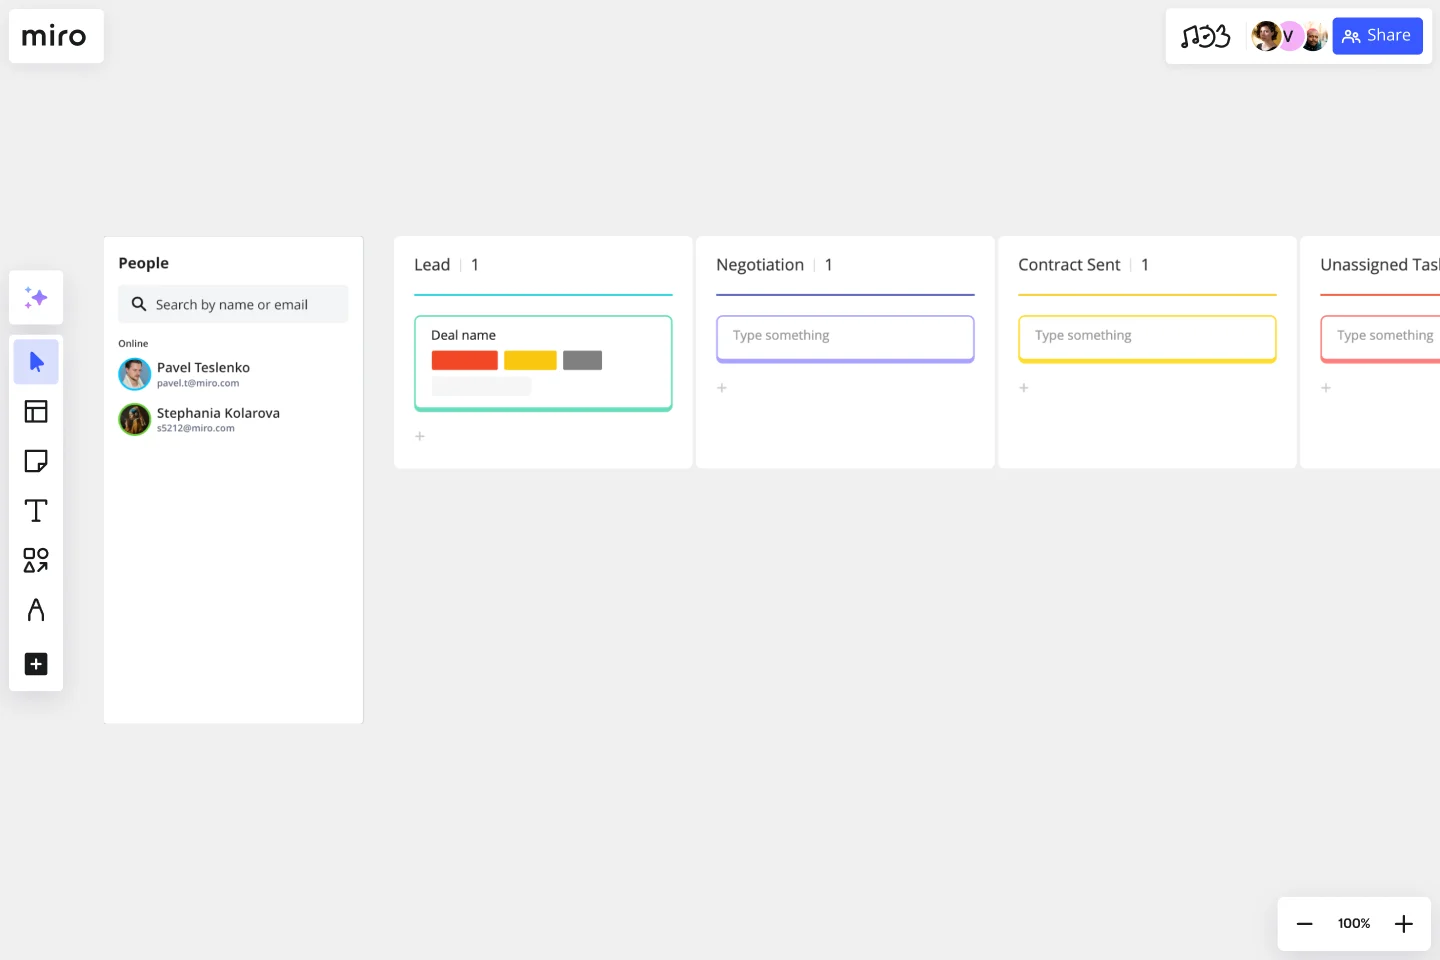 miro
V
Share
People
Search by name or email
Online
Pavel Teslenko
pavel.t@miro.com
Stephania Kolarova
s5212@miro.com
Lead 1
Deal name
+
Negotiation 1
Type something
+
Contract Sent 1
Type something
+
Unassigned Tas
Type something
+
100%